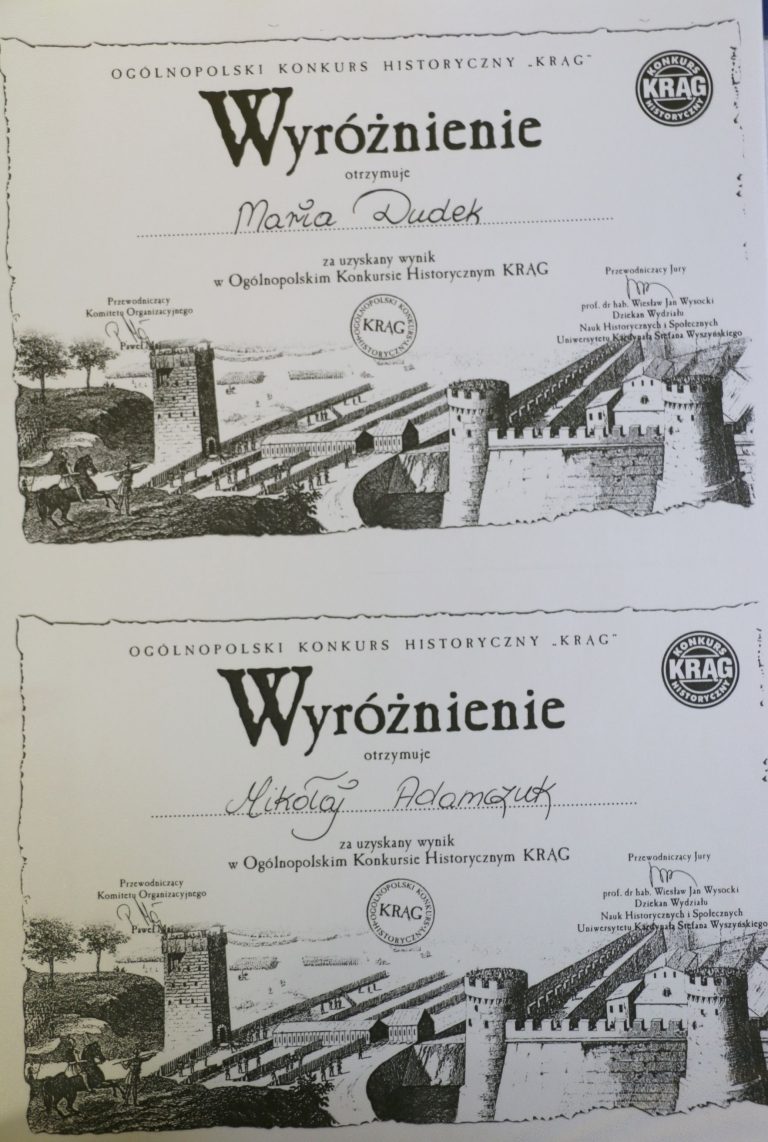 OGÓLNOPOLSKI KONKURS HISTORYCZNY „KRĄG”
KONKURS
KRĄG
HISTORYCZNY
Wyróżnienie
otrzymuje
Maria Dudek
za uzyskany wynik
w Ogólnopolskim Konkursie Historycznym KRĄG
Przewodniczący
Komitetu Organizacyjnego
Paweł
OGÓLNOPOLSKI KONKURS
KRĄG
HISTORYCZNY
Przewodniczący Jury
prof. dr hab. Wiesław Jan Wysocki
Dziekan Wydziału
Nauk Historycznych i Społecznych
Uniwersytetu Kardynała Stefana Wyszyńskiego
OGÓLNOPOLSKI KONKURS HISTORYCZNY „KRĄG”
KONKURS
KRĄG
HISTORYCZNY
Wyróżnienie
otrzymuje
Mikołaj Adamczuk
za uzyskany wynik
w Ogólnopolskim Konkursie Historycznym KRĄG
Przewodniczący
Komitetu Organizacyjnego
Paweł
OGÓLNOPOLSKI KONKURS
KRĄG
HISTORYCZNY
Przewodniczący Jury
prof. dr hab. Wiesław Jan Wysocki
Dziekan Wydziału
Nauk Historycznych i Społecznych
Uniwersytetu Kardynała Stefana Wyszyńskiego